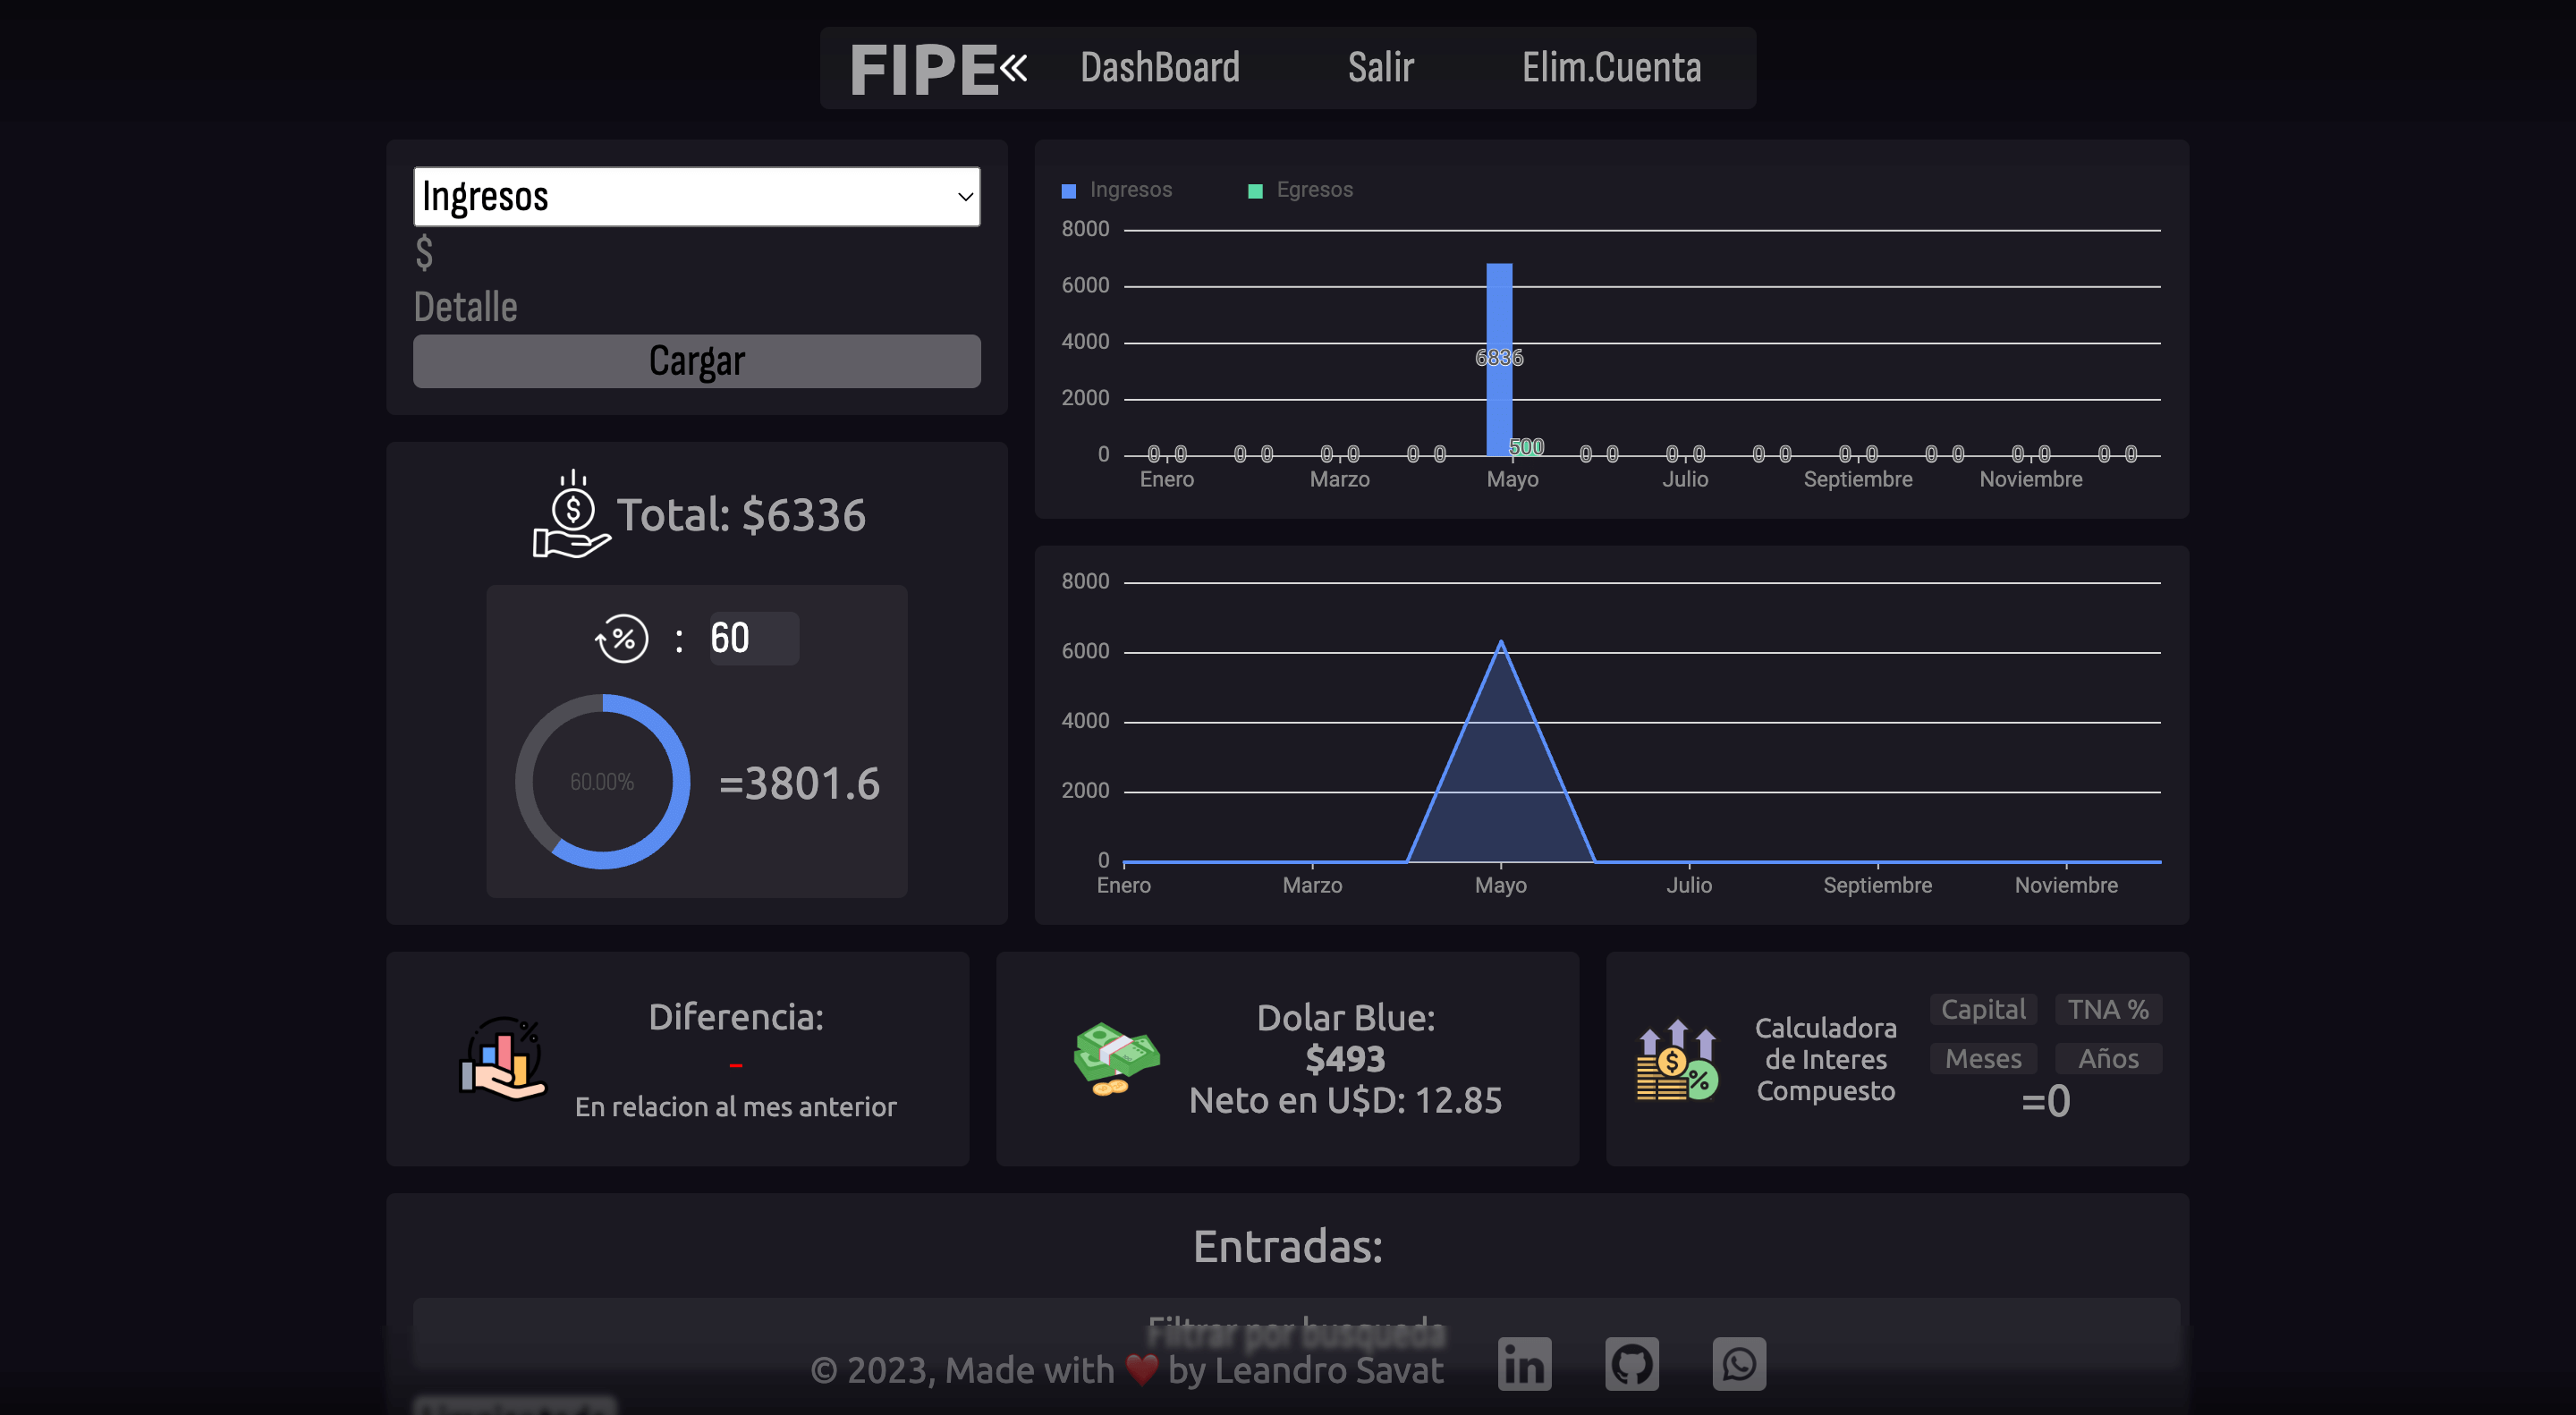 FIPE« DashBoard Salir Elim.Cuenta
Ingresos
$
Detalle
Cargar
Ingresos Egresos
8000
6000
4000
2000
0
6836
500
0 0 0 0 0 0 0 0 0 0 0 0 0 0 0 0 0 0 0 0 0 0
Enero Marzo Mayo Julio Septiembre Noviembre
$ Total: $6336
% : 60
60.00% =3801.6
8000
6000
4000
2000
0
Enero Marzo Mayo Julio Septiembre Noviembre
Diferencia:
-
En relacion al mes anterior
Dolar Blue:
$493
Neto en U$D: 12.85
Calculadora
de Interes
Compuesto
Capital TNA %
Meses Años
=0
Entradas:
Filtrar por busqueda
© 2023, Made with ❤️ by Leandro Savat in